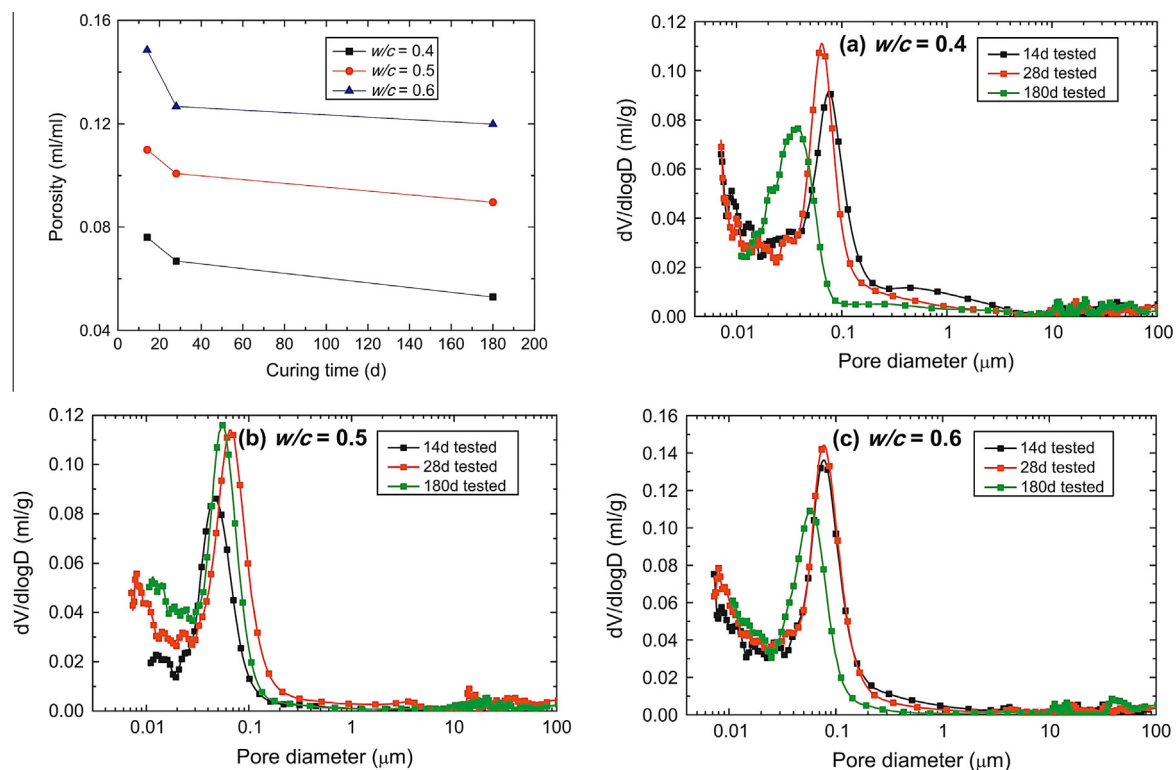 0.16
0.12
0.08
0.04
Porosity (ml/ml)
w/c = 0.4
w/c = 0.5
w/c = 0.6
0 20 40 60 80 100 120 140 160 180 200
Curing time (d)
(a) w/c = 0.4
0.12
0.10
0.08
0.06
0.04
0.02
0.00
dV/dlogD (ml/g)
14d tested
28d tested
180d tested
0.01 0.1 1 10 100
Pore diameter (μm)
(b) w/c = 0.5
0.12
0.10
0.08
0.06
0.04
0.02
0.00
dV/dlogD (ml/g)
14d tested
28d tested
180d tested
0.01 0.1 1 10 100
Pore diameter (μm)
(c) w/c = 0.6
0.16
0.14
0.12
0.10
0.08
0.06
0.04
0.02
0.00
dV/dlogD (ml/g)
14d tested
28d tested
180d tested
0.01 0.1 1 10 100
Pore diameter (μm)